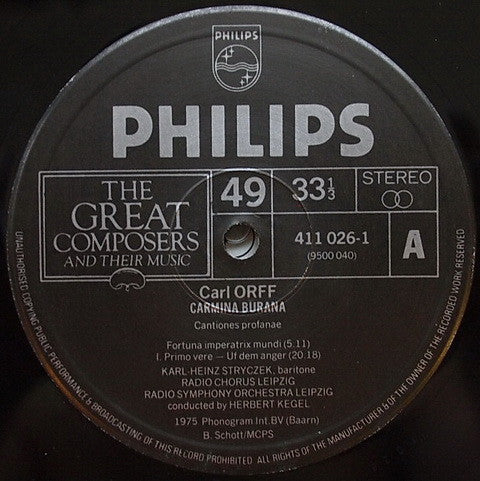 PHILIPS
PHILIPS
THE
GREAT
COMPOSERS
AND THEIR MUSIC
49
33 1/3
STEREO
411 026-1
(9500 040)
A
Carl ORFF
CARMINA BURANA
Cantiones profanae
Fortuna imperatrix mundi (5.11)
I. Primo vere – Uf dem anger (20.18)
KARL-HEINZ STRYCZEK, baritone
RADIO CHORUS LEIPZIG
RADIO SYMPHONY ORCHESTRA LEIPZIG
conducted by HERBERT KEGEL
1975 Phonogram Int.BV (Baarn)
B. Schott/MCPS
UNAUTHORISED COPYING PUBLIC PERFORMANCE & BROADCASTING OF THIS RECORD PROHIBITED. ALL RIGHTS OF THE MANUFACTURER & OF THE OWNER OF THE RECORDED WORK RESERVED